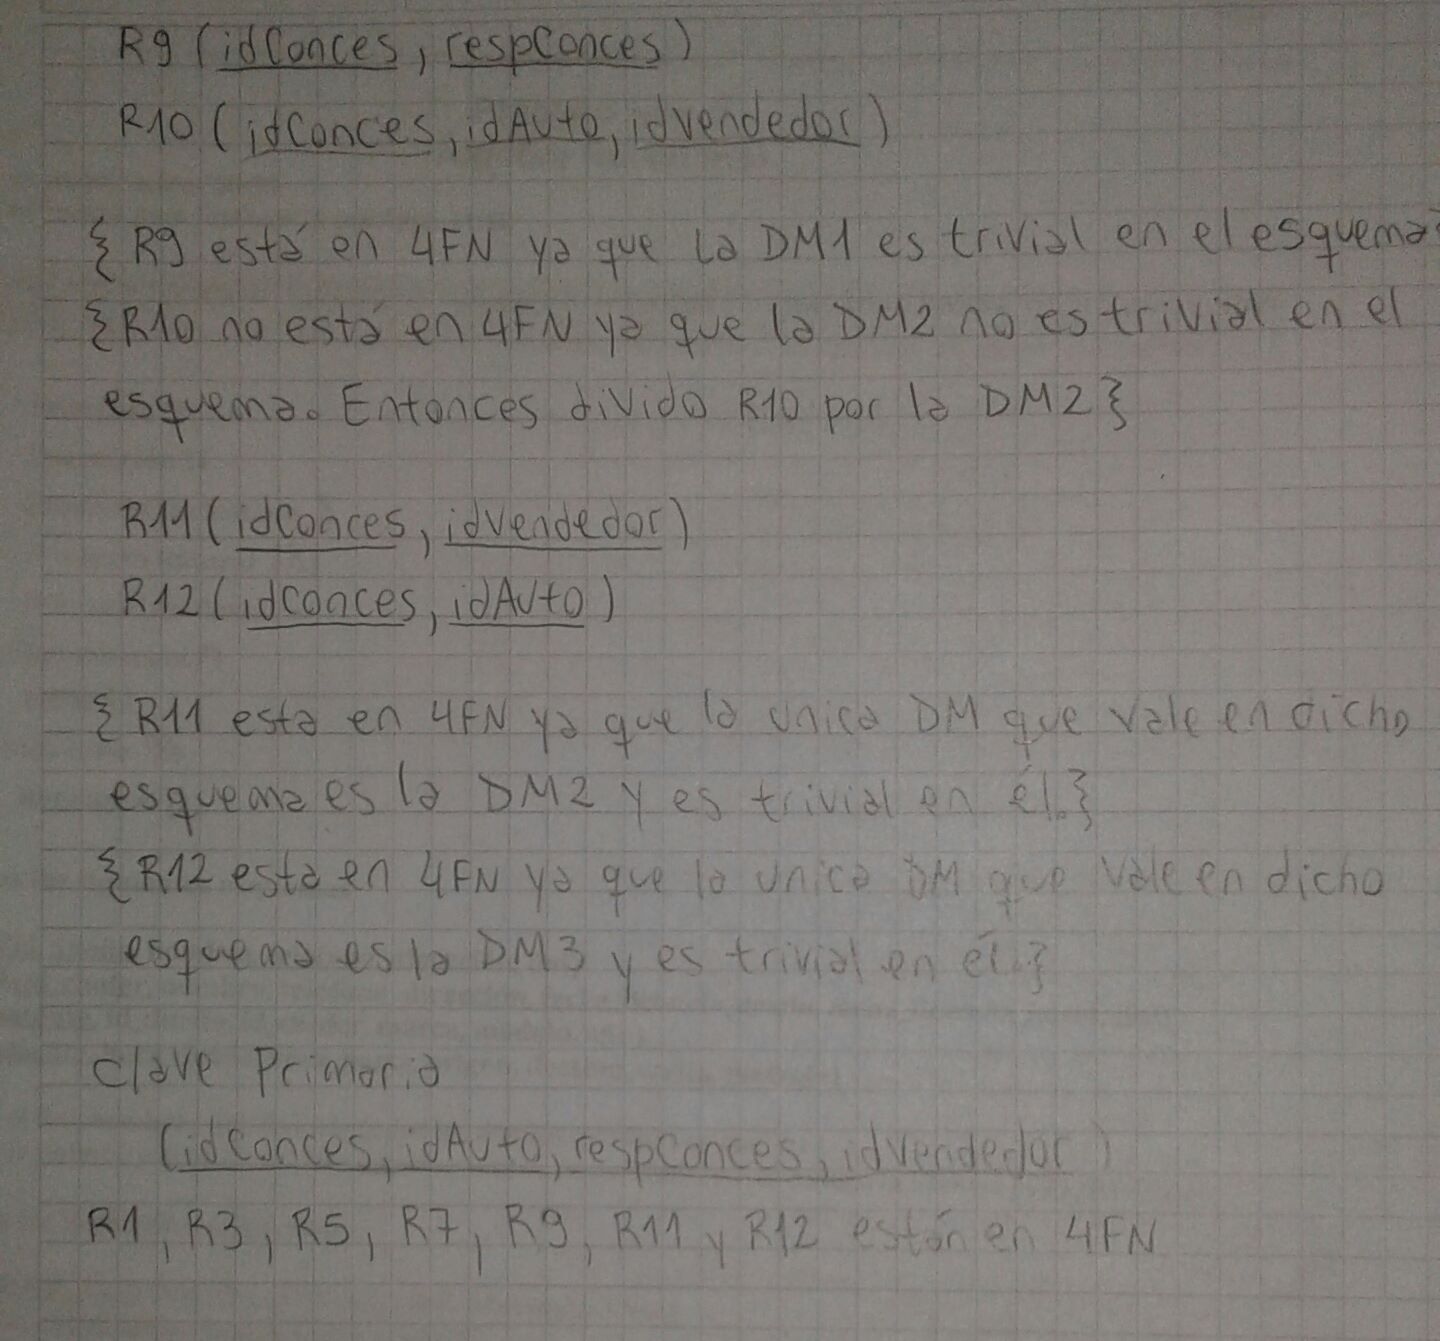 R9 (idConces, respConces)
R10 (idConces, idAuto, idvendedor)
{R9 está en 4FN ya que la DM1 es trivial en el esquema}
{R10 no está en 4FN ya que la DM2 no es trivial en el
esquema. Entonces divido R10 por la DM2}
R11 (idConces, idvendedor)
R12 (idconces, idAuto)
{R11 esta en 4FN ya que la unica DM que vale en dicho
esquema es la DM2 y es trivial en él.}
{R12 esta en 4FN ya que la unica DM que vale en dicho
esquema es la DM3 y es trivial en él.}
Clave Primaria
(idConces, idAuto, respConces, idvendedor)
R1, R3, R5, R7, R9, R11 y R12 están en 4FN